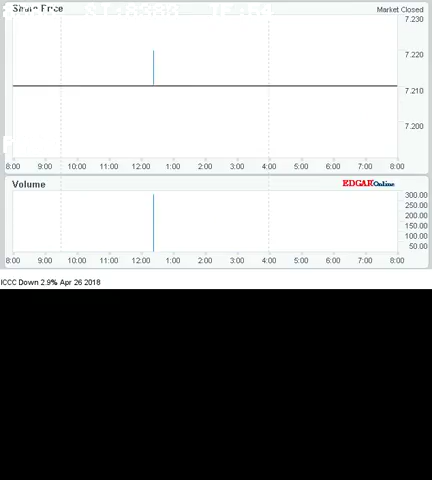 Share Price
Market Closed
7.230
7.220
7.210
7.200
8:00 9:00 10:00 11:00 12:00 1:00 2:00 3:00 4:00 5:00 6:00 7:00 8:00
Volume
EDGAROnline
300.00
250.00
200.00
150.00
100.00
50.00
8:00 9:00 10:00 11:00 12:00 1:00 2:00 3:00 4:00 5:00 6:00 7:00 8:00
ICCC Down 2.9% Apr 26 2018